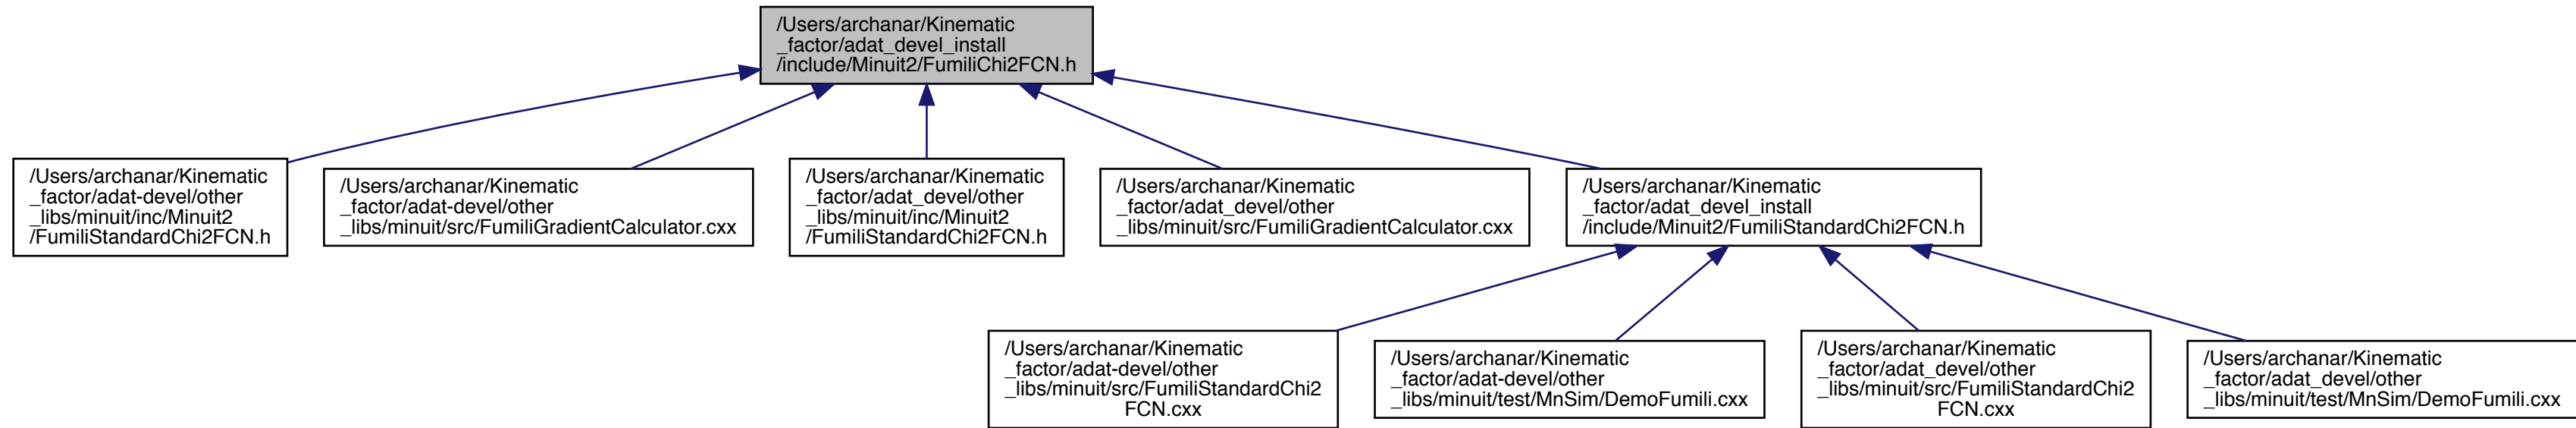 /Users/archanar/Kinematic
_factor/adat_devel_install
/include/Minuit2/FumiliChi2FCN.h
/Users/archanar/Kinematic
_factor/adat-devel/other
_libs/minuit/inc/Minuit2
/FumiliStandardChi2FCN.h
/Users/archanar/Kinematic
_factor/adat-devel/other
_libs/minuit/src/FumiliGradientCalculator.cxx
/Users/archanar/Kinematic
_factor/adat_devel/other
_libs/minuit/inc/Minuit2
/FumiliStandardChi2FCN.h
/Users/archanar/Kinematic
_factor/adat_devel/other
_libs/minuit/src/FumiliGradientCalculator.cxx
/Users/archanar/Kinematic
_factor/adat_devel_install
/include/Minuit2/FumiliStandardChi2FCN.h
/Users/archanar/Kinematic
_factor/adat-devel/other
_libs/minuit/src/FumiliStandardChi2
FCN.cxx
/Users/archanar/Kinematic
_factor/adat-devel/other
_libs/minuit/test/MnSim/DemoFumili.cxx
/Users/archanar/Kinematic
_factor/adat_devel/other
_libs/minuit/src/FumiliStandardChi2
FCN.cxx
/Users/archanar/Kinematic
_factor/adat_devel/other
_libs/minuit/test/MnSim/DemoFumili.cxx